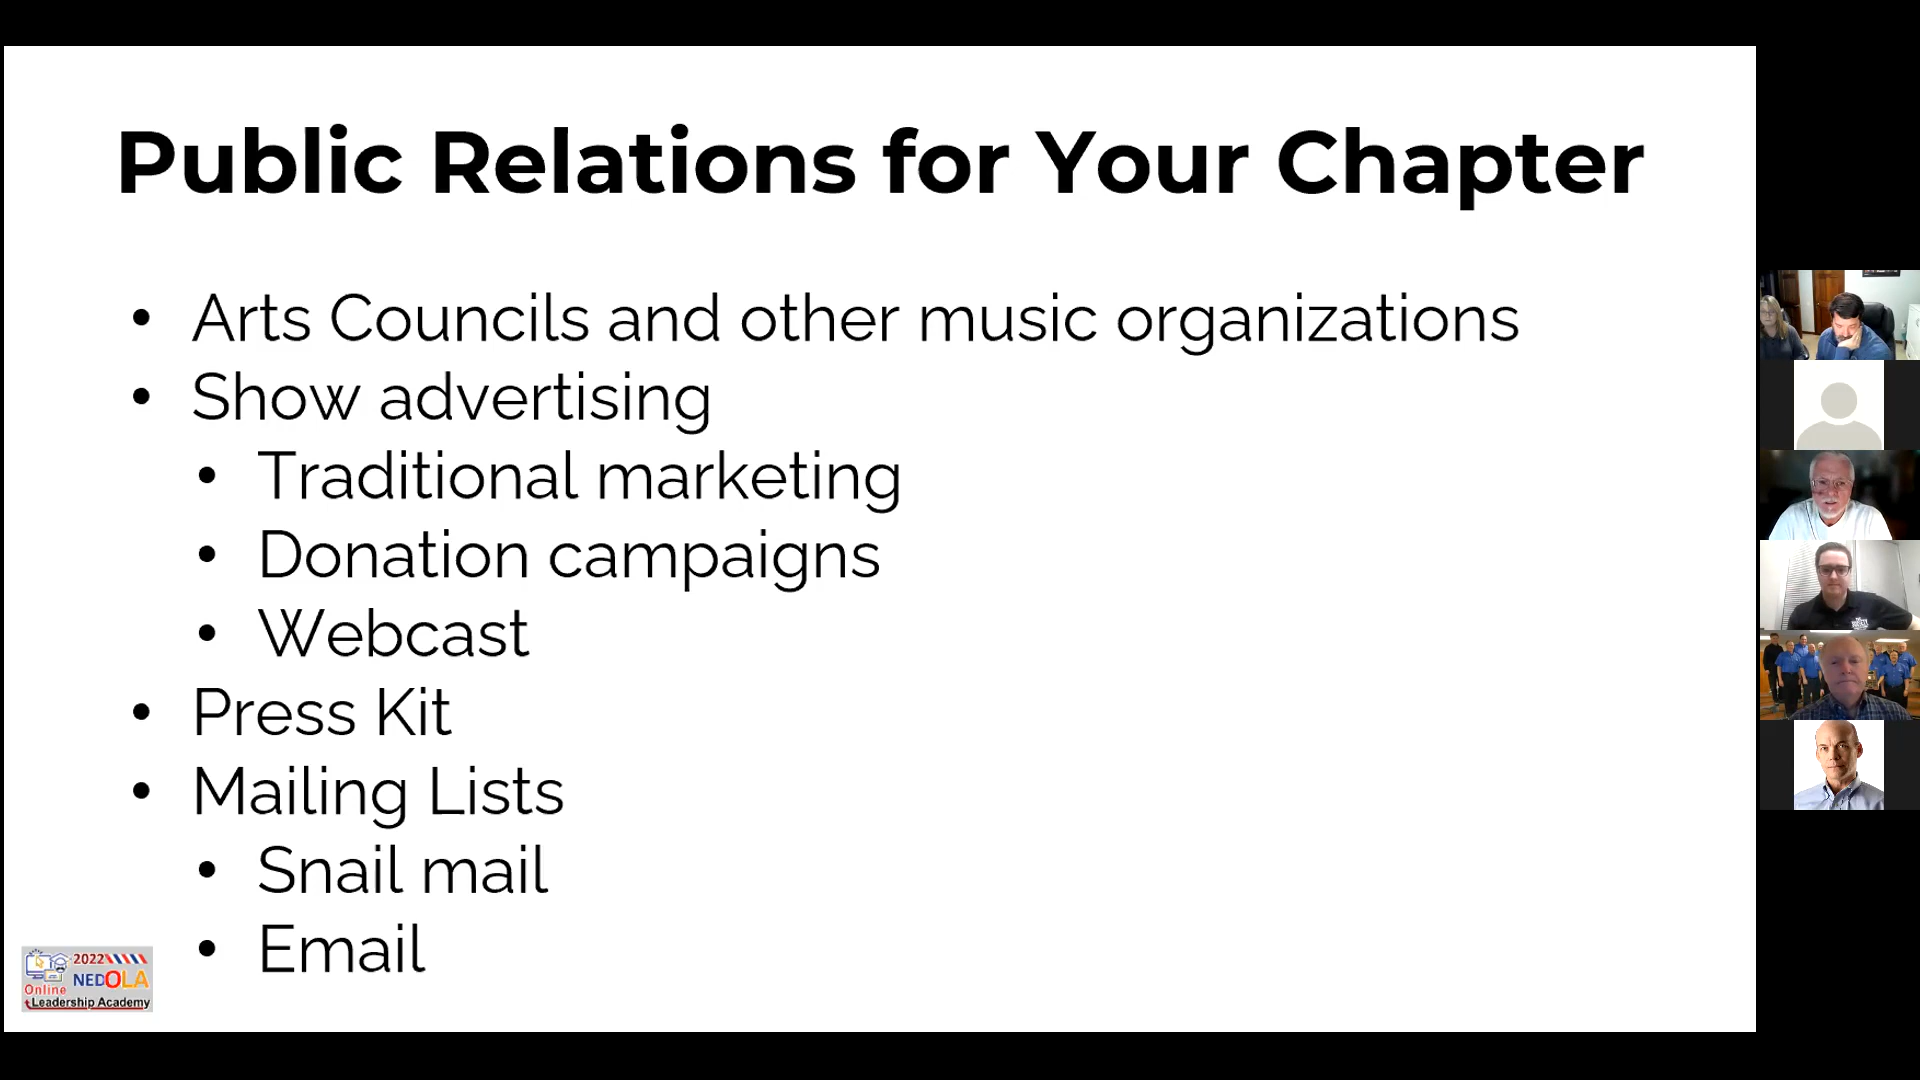 Public Relations for Your Chapter
• Arts Councils and other music organizations
• Show advertising
• Traditional marketing
• Donation campaigns
• Webcast
• Press Kit
• Mailing Lists
• Snail mail
• Email
2022
NEDOLA
Online
Leadership Academy